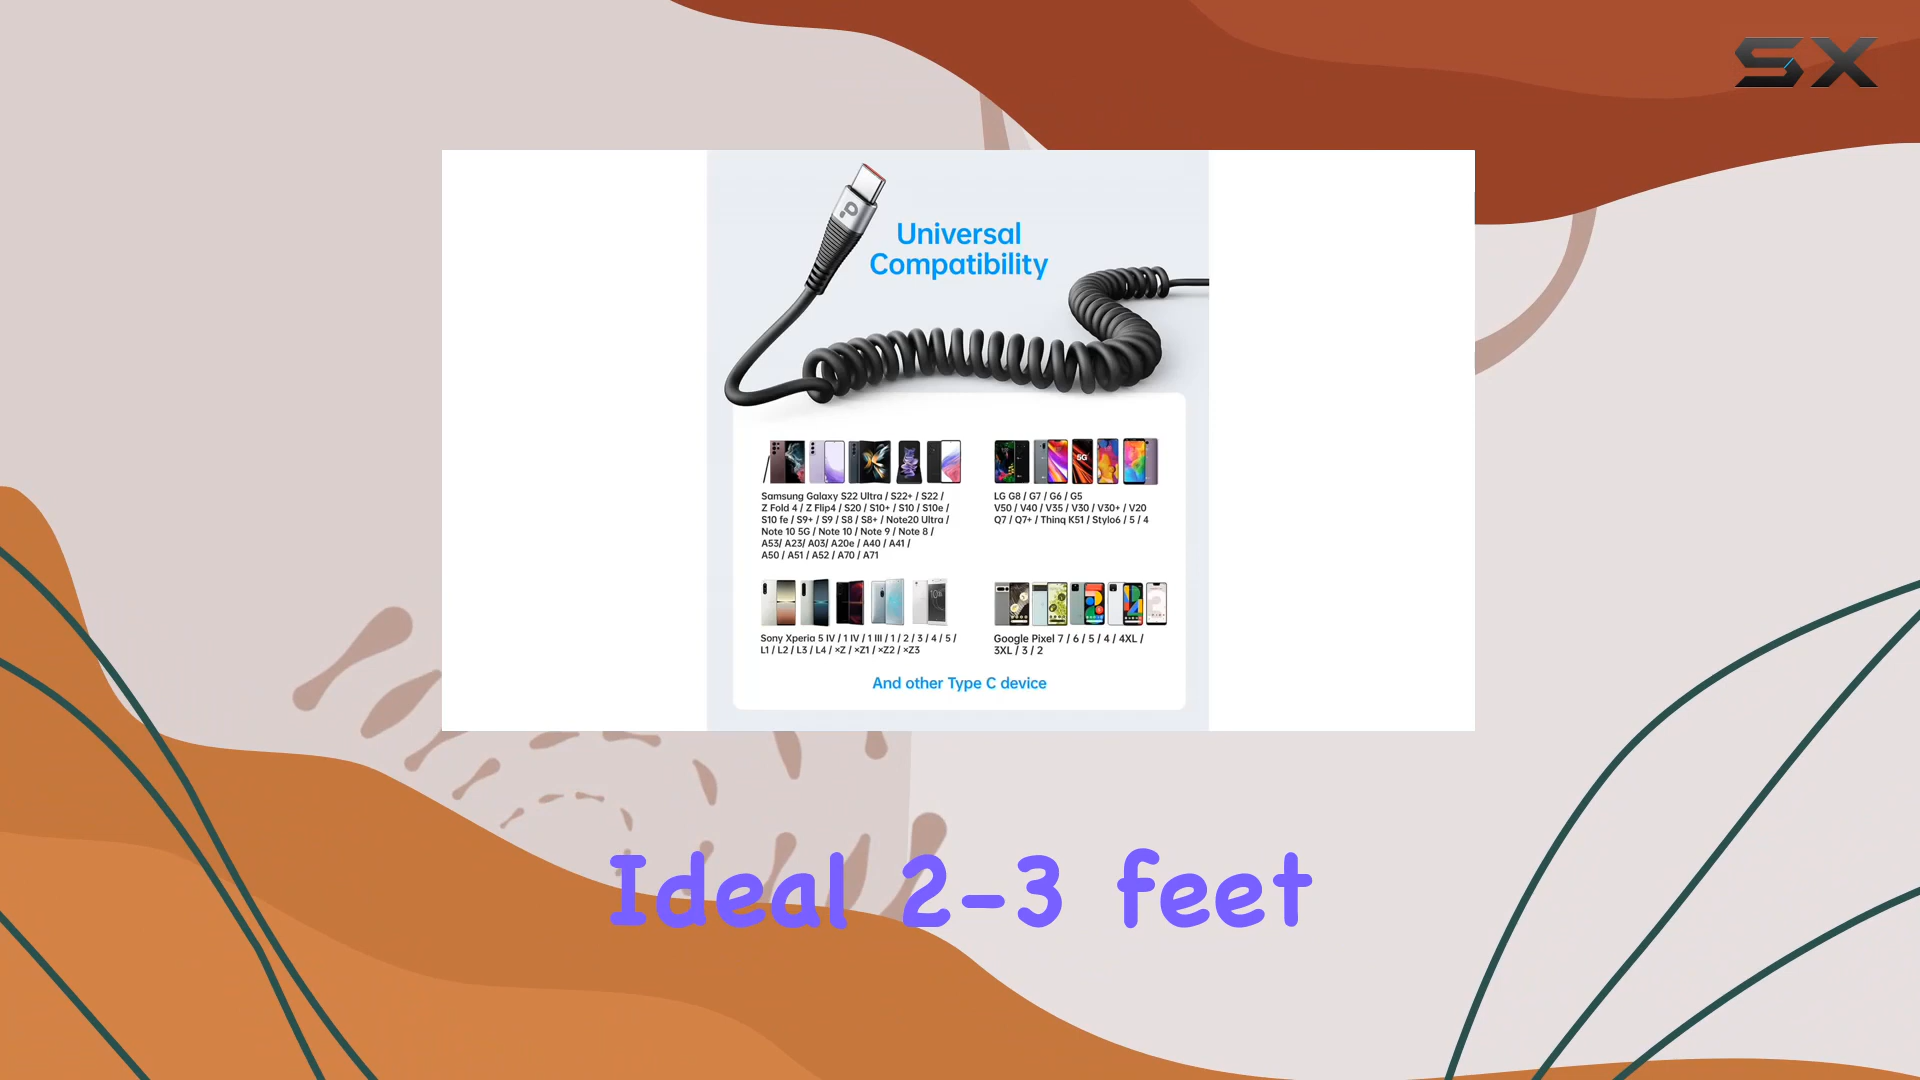 SX
Universal
Compatibility
Samsung Galaxy S22 Ultra / S22+ / S22 /
Z Fold 4 / Z Flip4 / S20 / S10+ / S10 / S10e /
S10 fe / S9+ / S9 / S8 / S8+ / Note20 Ultra /
Note 10 5G / Note 10 / Note 9 / Note 8 /
A53/ A23/ A03/ A20e / A40 / A41 /
A50 / A51 / A52 / A70 / A71
5G
LG G8 / G7 / G6 / G5
V50 / V40 / V35 / V30 / V30+ / V20
Q7 / Q7+ / Thinq K51 / Stylo6 / 5 / 4
Sony Xperia 5 IV / 1 IV / 1 III / 1 / 2 / 3 / 4 / 5 /
L1 / L2 / L3 / L4 / ×Z / ×Z1 / ×Z2 / ×Z3
Google Pixel 7 / 6 / 5 / 4 / 4XL /
3XL / 3 / 2
And other Type C device
Ideal 2-3 feet